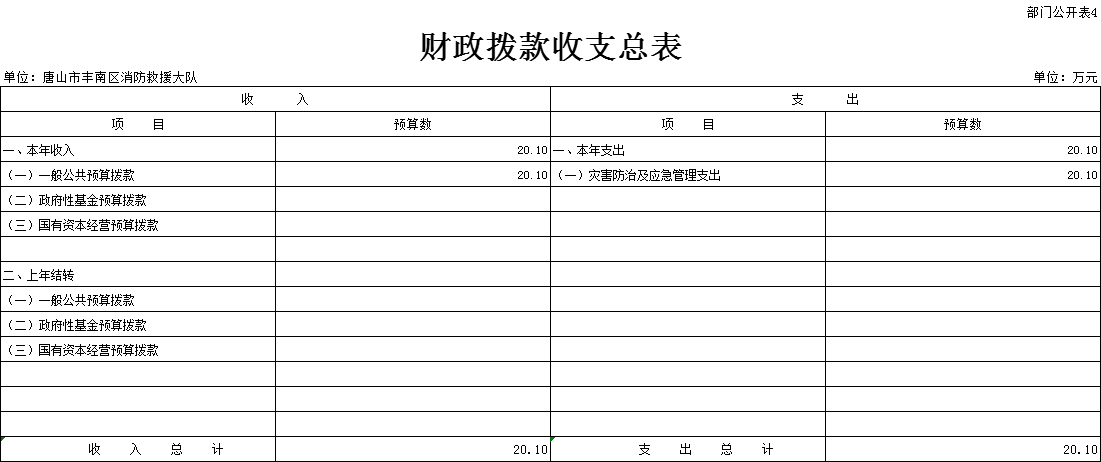 部门公开表4
财政拨款收支总表
单位：唐山市丰南区消防救援大队 单位：万元
收 入 支 出
项 目 预算数 项 目 预算数
一、本年收入 20.10 一、本年支出 20.10
（一）一般公共预算拨款 20.10 （一）灾害防治及应急管理支出 20.10
（二）政府性基金预算拨款
（三）国有资本经营预算拨款
二、上年结转
（一）一般公共预算拨款
（二）政府性基金预算拨款
（三）国有资本经营预算拨款
收 入 总 计 20.10 支 出 总 计 20.10